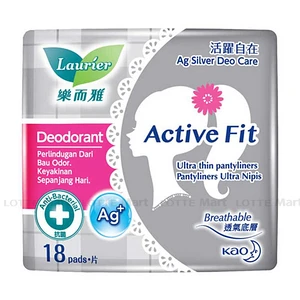 Laurier
樂而雅
活躍自在
Ag Silver Deo Care
Deodorant
Perlindungan Dari
Bau Odor.
Keyakinan
Sepanjang Hari.
Active Fit
Ultra thin pantyliners
Pantyliners Ultra Nipis
Anti-Bacterial
抗菌
Ag+
Breathable
透氣底層
18 pads·片
Kao
LOTTE Mart